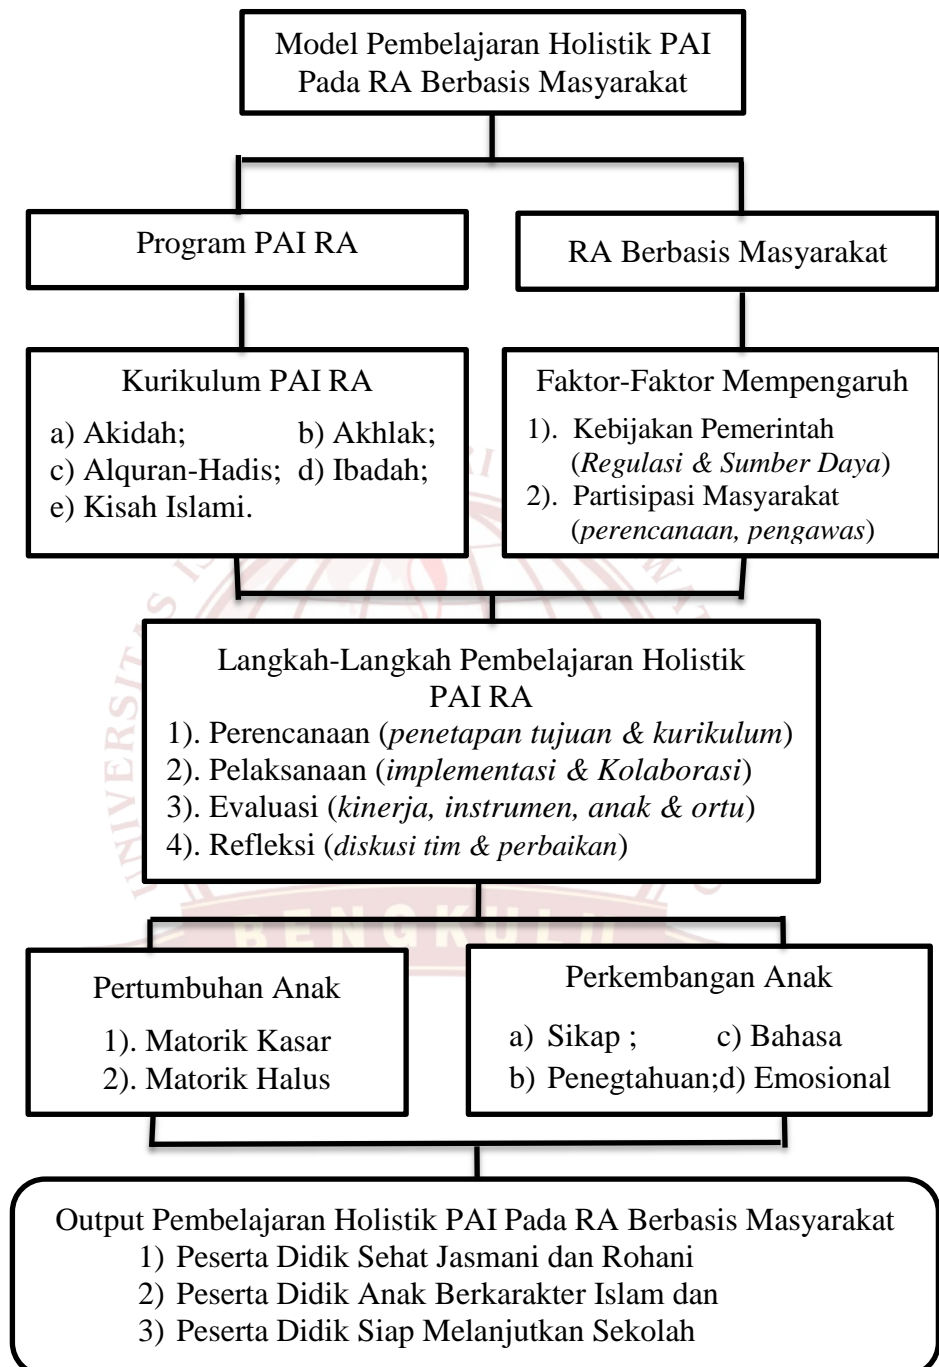 Model Pembelajaran Holistik PAI
Pada RA Berbasis Masyarakat
Program PAI RA
RA Berbasis Masyarakat
Kurikulum PAI RA
a) Akidah; b) Akhlak;
c) Alquran-Hadis; d) Ibadah;
e) Kisah Islami.
Faktor-Faktor Mempengaruh
1). Kebijakan Pemerintah
(Regulasi & Sumber Daya)
2). Partisipasi Masyarakat
(perencanaan, pengawas)
Langkah-Langkah Pembelajaran Holistik
PAI RA
1). Perencanaan (penetapan tujuan & kurikulum)
2). Pelaksanaan (implementasi & Kolaborasi)
3). Evaluasi (kinerja, instrumen, anak & ortu)
4). Refleksi (diskusi tim & perbaikan)
BENGKULU
Pertumbuhan Anak
1). Matorik Kasar
2). Matorik Halus
Perkembangan Anak
a) Sikap ; c) Bahasa
b) Penegtahuan;d) Emosional
Output Pembelajaran Holistik PAI Pada RA Berbasis Masyarakat
1) Peserta Didik Sehat Jasmani dan Rohani
2) Peserta Didik Anak Berkarakter Islam dan
3) Peserta Didik Siap Melanjutkan Sekolah